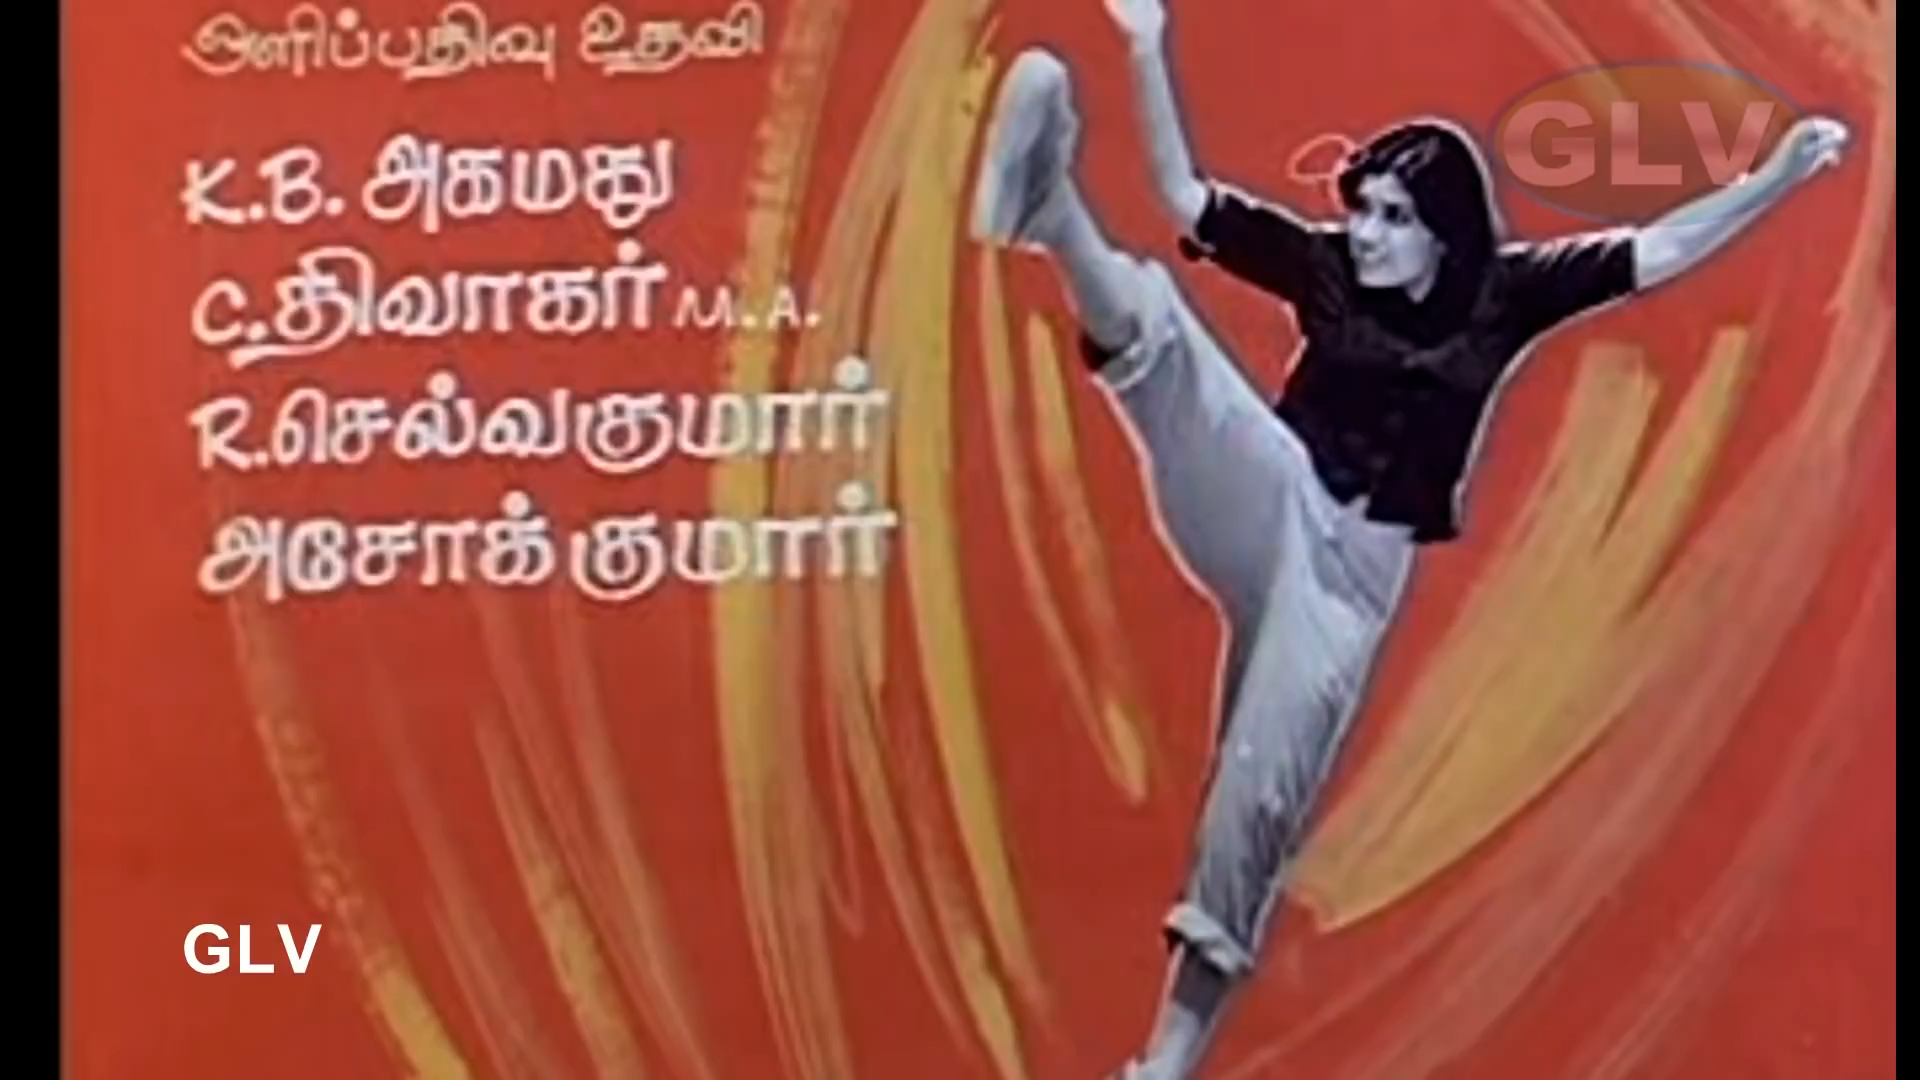 ஒளிப்பதிவு உதவி
GLV
K.B. அகமது
C.திவாகர் M.A.
R.செல்வகுமார்
அசோக் குமார்
GLV